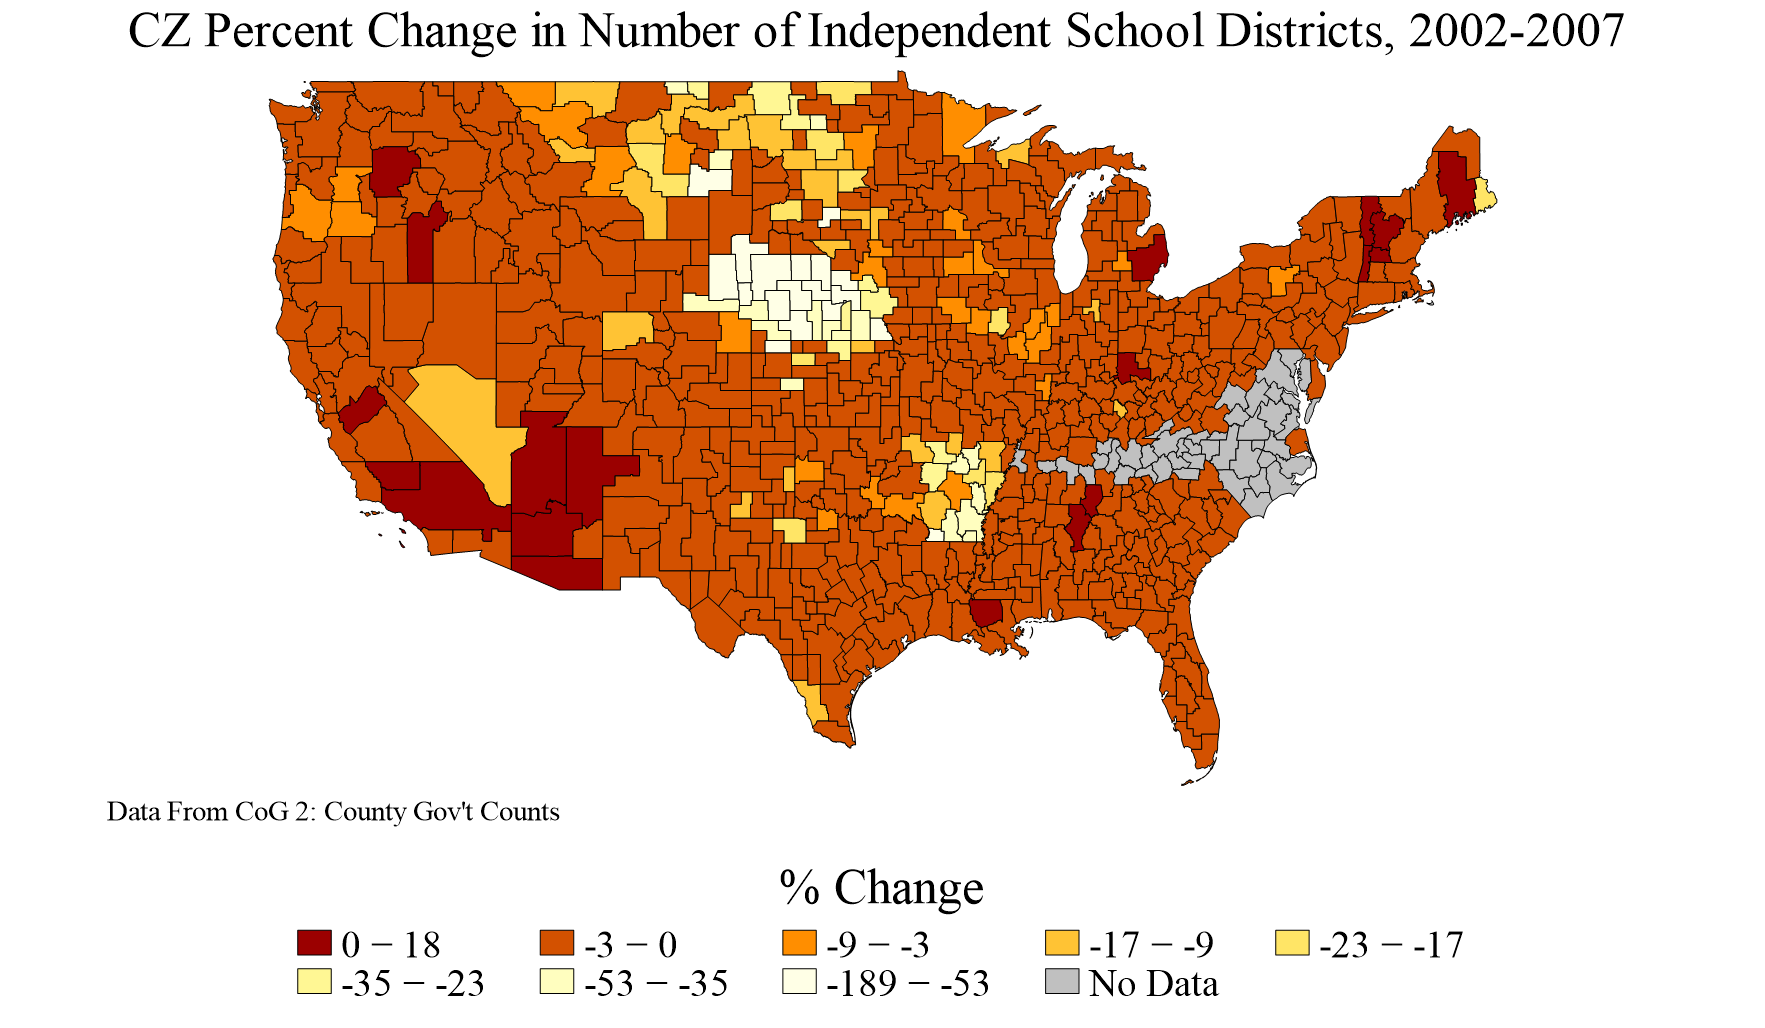 CZ Percent Change in Number of Independent School Districts, 2002-2007
Data From CoG 2: County Gov't Counts
% Change
0 − 18
-3 − 0
-9 − -3
-17 − -9
-23 − -17
-35 − -23
-53 − -35
-189 − -53
No Data